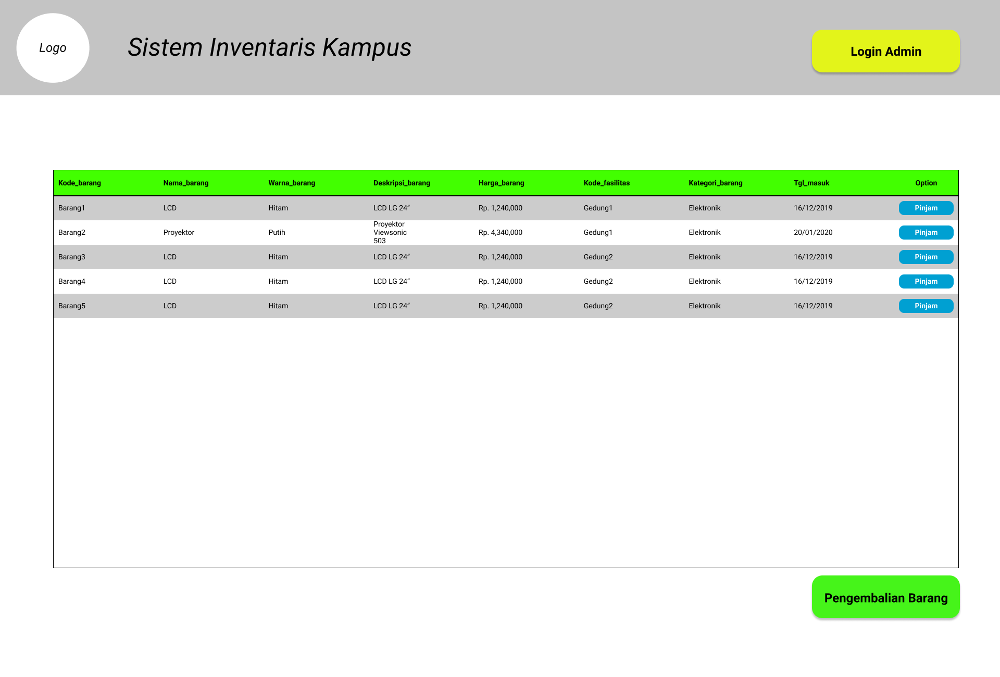 Logo
Sistem Inventaris Kampus
Login Admin
Kode_barang Nama_barang Warna_barang Deskripsi_barang Harga_barang Kode_fasilitas Kategori_barang Tgl_masuk Option
Barang1 LCD Hitam LCD LG 24” Rp. 1,240,000 Gedung1 Elektronik 16/12/2019 Pinjam
Barang2 Proyektor Putih Proyektor Viewsonic 503 Rp. 4,340,000 Gedung1 Elektronik 20/01/2020 Pinjam
Barang3 LCD Hitam LCD LG 24” Rp. 1,240,000 Gedung2 Elektronik 16/12/2019 Pinjam
Barang4 LCD Hitam LCD LG 24” Rp. 1,240,000 Gedung2 Elektronik 16/12/2019 Pinjam
Barang5 LCD Hitam LCD LG 24” Rp. 1,240,000 Gedung2 Elektronik 16/12/2019 Pinjam
Pengembalian Barang